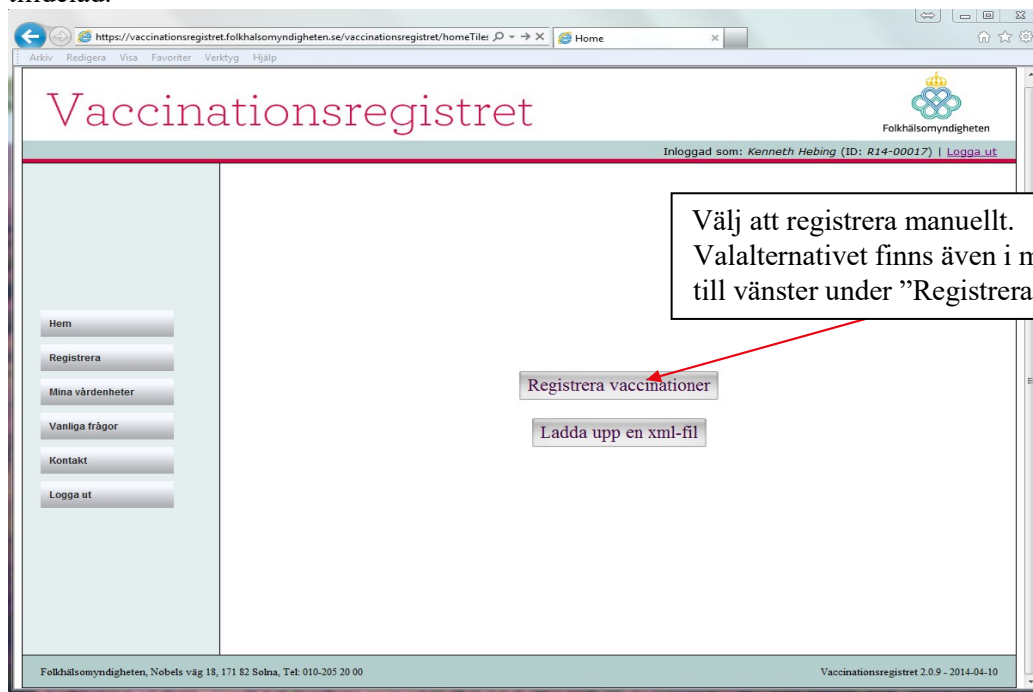 https://vaccinationsregistret.folkhalsomyndigheten.se/vaccinationsregistret/homeTile
Home
Arkiv Redigera Visa Favoriter Verktyg Hjälp
Vaccinationsregistret
Folkhälsomyndigheten
Inloggad som: Kenneth Hebing (ID: R14-00017) | Logga ut
Välj att registrera manuellt.
Valalternativet finns även i
till vänster under ”Registrera
Hem
Registrera
Mina vårdenheter
Vanliga frågor
Kontakt
Logga ut
Registrera vaccinationer
Ladda upp en xml-fil
Folkhälsomyndigheten, Nobels väg 18, 171 82 Solna, Tel: 010-205 20 00
Vaccinationsregistret 2.0.9 - 2014-04-10